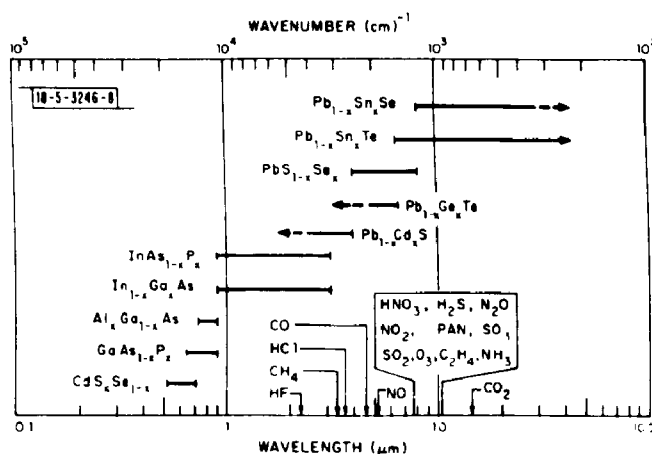 WAVENUMBER (cm)⁻¹
10⁵ 10⁴ 10³
18-5-3246-8
Pb₁₋ₓSnₓSe
Pb₁₋ₓSnₓTe
PbS₁₋ₓSeₓ
Pb₁₋ₓGeₓTe
Pb₁₋ₓCdₓS
InAs₁₋ₓPₓ
In₁₋ₓGaₓAs
AlₓGa₁₋ₓAs
GaAs₁₋ₓPₓ
CdSₓSe₁₋ₓ
HNO₃, H₂S, N₂O
NO₂, PAN, SO₃
SO₂,O₃,C₂H₄,NH₃
CO
HCl
CH₄
HF
NO
CO₂
0.1 1 10
WAVELENGTH (μm)